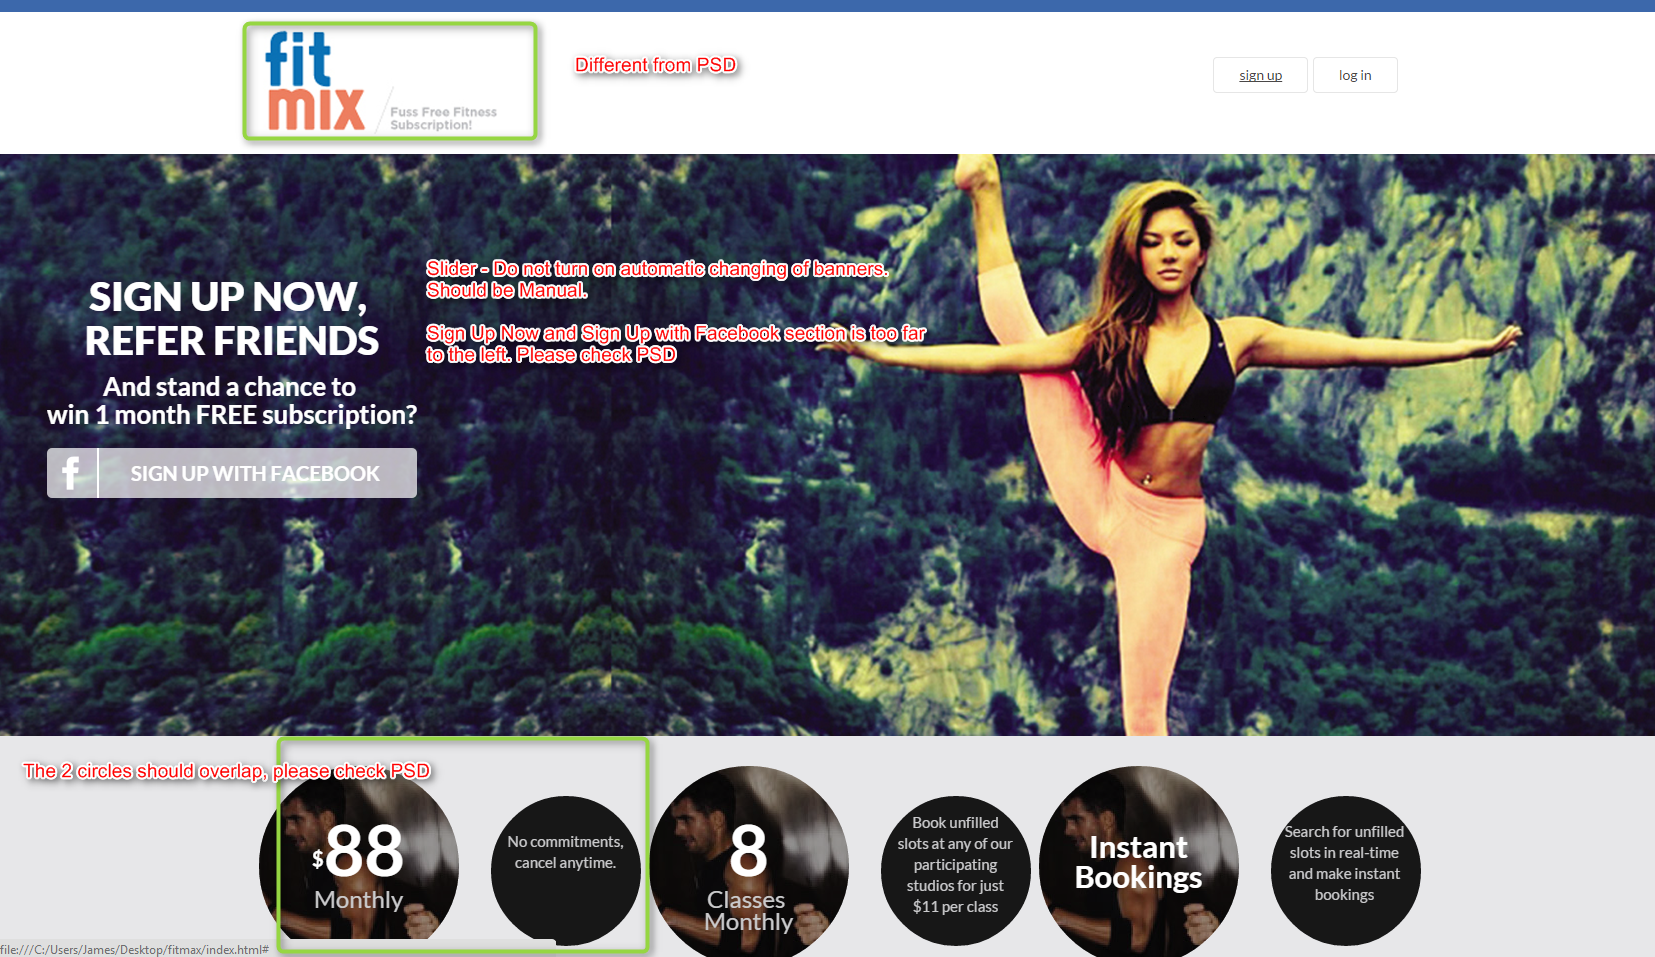 fit
mix
Fuss Free Fitness
Subscription!
Different from PSD
sign up
log in
Slider - Do not turn on automatic changing of banners.
Should be Manual.
Sign Up Now and Sign Up with Facebook section is too far
to the left. Please check PSD
SIGN UP NOW,
REFER FRIENDS
And stand a chance to
win 1 month FREE subscription?
f
SIGN UP WITH FACEBOOK
The 2 circles should overlap, please check PSD
$88
Monthly
No commitments,
cancel anytime.
8
Classes
Monthly
Book unfilled
slots at any of our
participating
studios for just
$11 per class
Instant
Bookings
Search for unfilled
slots in real-time
and make instant
bookings
file:///C:/Users/James/Desktop/fitmax/index.html#